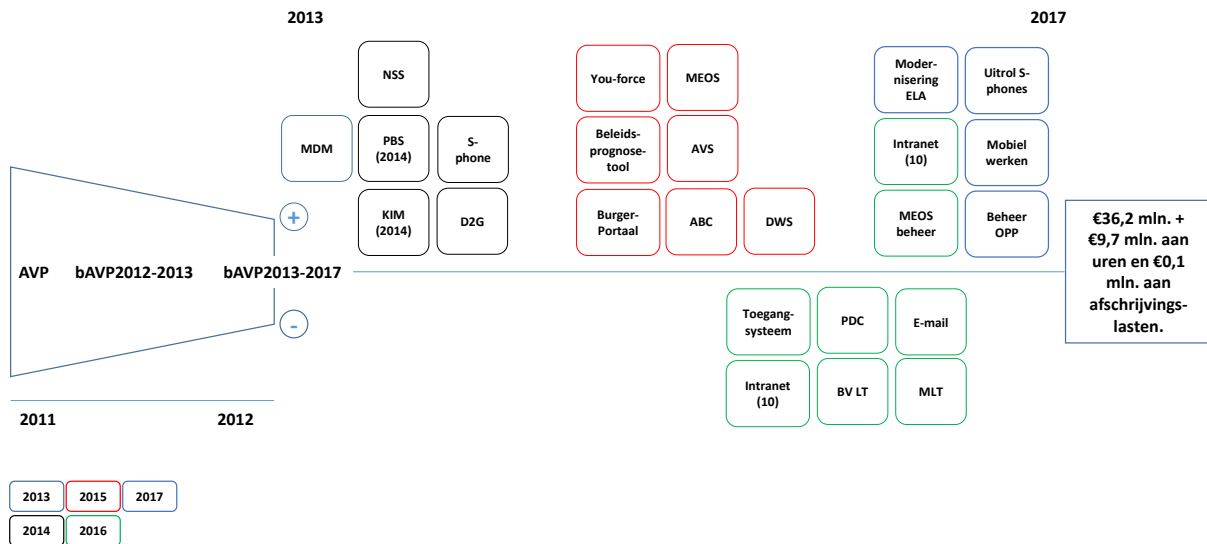 2013
2017
NSS
MDM
PBS
(2014)
S-
phone
KIM
(2014)
D2G
You-force
MEOS
Beleids-
prognose-
tool
AVS
Burger-
Portaal
ABC
DWS
Moder-
nisering
ELA
Uitrol S-
phones
Intranet
(10)
Mobiel
werken
MEOS
beheer
Beheer
OPP
+
AVP
bAVP2012-2013
bAVP2013-2017
-
€36,2 mln. +
€9,7 mln. aan
uren en €0,1
mln. aan
afschrijvings-
lasten.
Toegang-
systeem
PDC
E-mail
Intranet
(10)
BV LT
MLT
2011
2012
2013
2015
2017
2014
2016